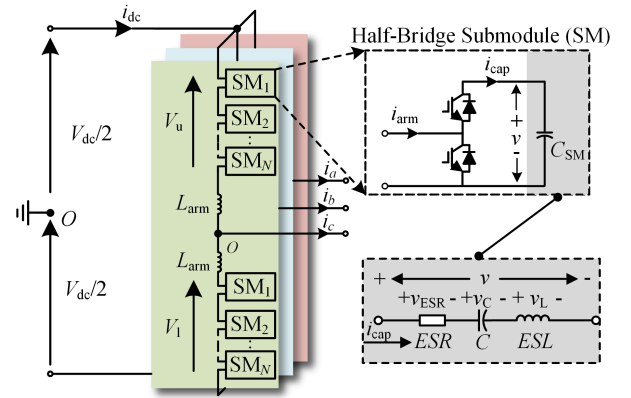 i_dc
Half-Bridge Submodule (SM)
V_dc/2
V_u
SM_1
SM_2
SM_N
i_cap
i_arm
+
v
-
C_SM
L_arm
i_a
i_b
i_c
O
o
L_arm
V_dc/2
V_l
SM_1
SM_2
SM_N
+ v -
+v_ESR - +v_C - + v_L -
i_cap
ESR C ESL